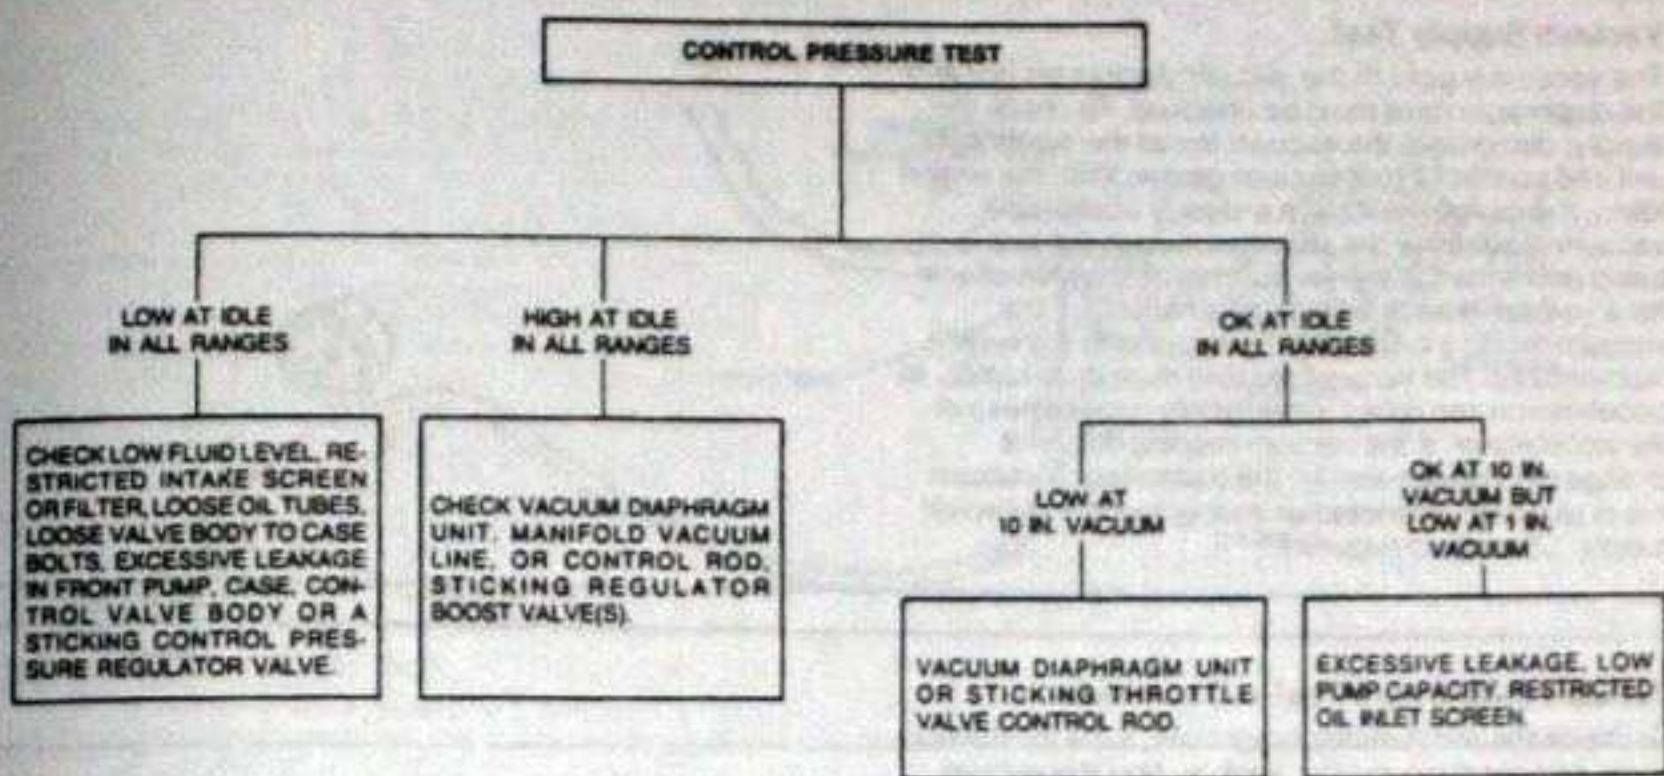 CONTROL PRESSURE TEST
LOW AT IDLE
IN ALL RANGES
HIGH AT IDLE
IN ALL RANGES
OK AT IDLE
IN ALL RANGES
CHECK LOW FLUID LEVEL, RE-
STRICTED INTAKE SCREEN
OR FILTER, LOOSE OIL TUBES,
LOOSE VALVE BODY TO CASE
BOLTS, EXCESSIVE LEAKAGE
IN FRONT PUMP, CASE, CON-
TROL VALVE BODY OR A
STICKING CONTROL PRES-
SURE REGULATOR VALVE.
CHECK VACUUM DIAPHRAGM
UNIT, MANIFOLD VACUUM
LINE, OR CONTROL ROD,
STICKING REGULATOR
BOOST VALVE(S).
LOW AT
10 IN. VACUUM
OK AT 10 IN.
VACUUM BUT
LOW AT 1 IN.
VACUUM
VACUUM DIAPHRAGM UNIT
OR STICKING THROTTLE
VALVE CONTROL ROD.
EXCESSIVE LEAKAGE, LOW
PUMP CAPACITY, RESTRICTED
OIL INLET SCREEN.